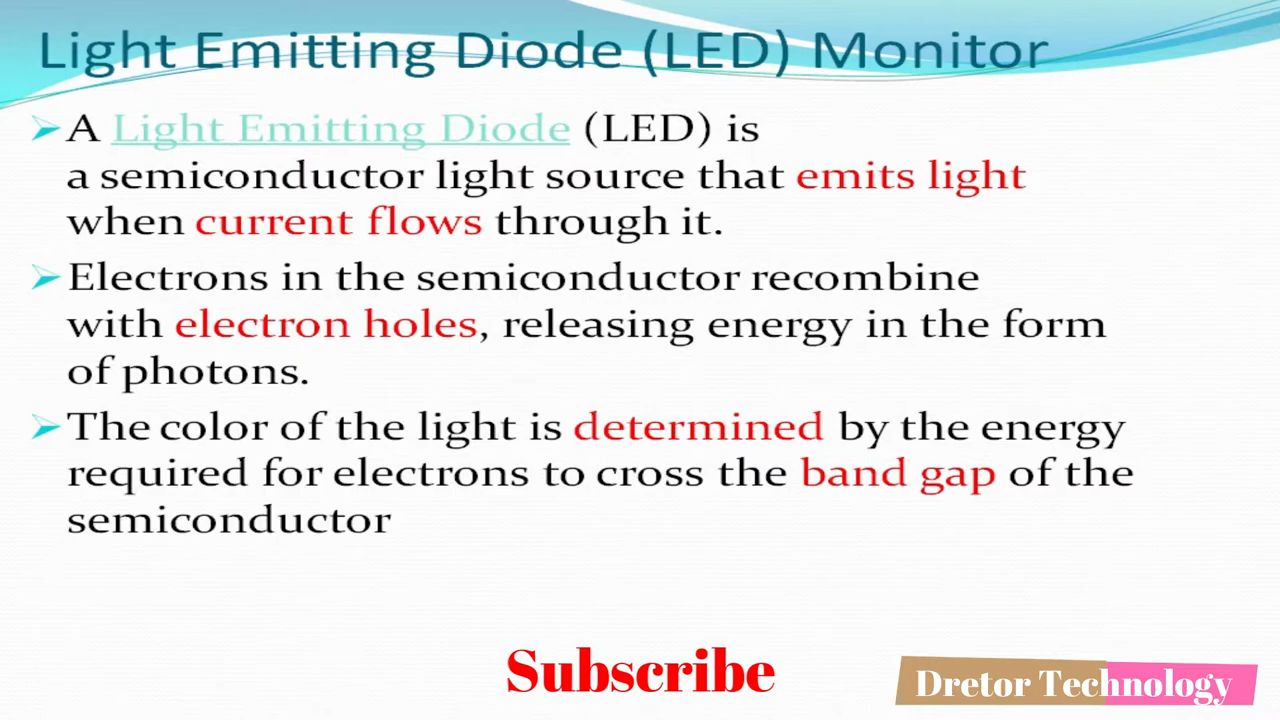 Light Emitting Diode (LED) Monitor
A Light Emitting Diode (LED) is
a semiconductor light source that emits light
when current flows through it.
Electrons in the semiconductor recombine
with electron holes, releasing energy in the form
of photons.
The color of the light is determined by the energy
required for electrons to cross the band gap of the
semiconductor
Subscribe
Dretor Technology